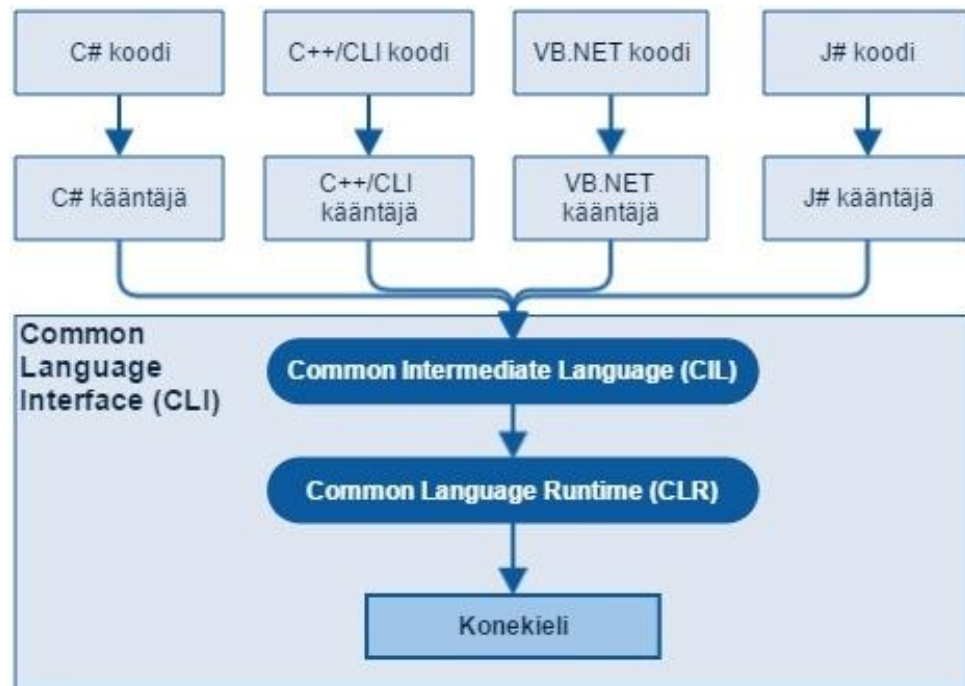 C# koodi
C++/CLI koodi
VB.NET koodi
J# koodi
C# kääntäjä
C++/CLI
kääntäjä
VB.NET
kääntäjä
J# kääntäjä
Common
Language
Interface (CLI)
Common Intermediate Language (CIL)
Common Language Runtime (CLR)
Konekieli